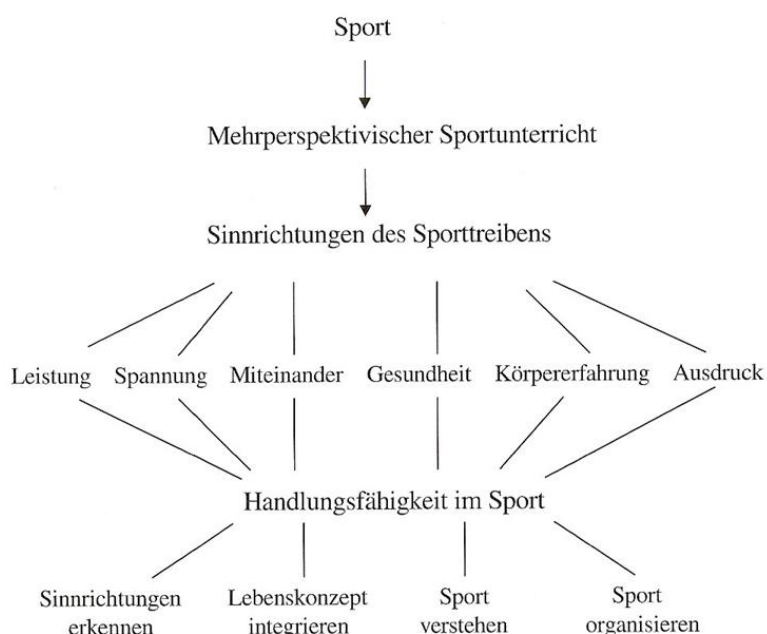 Sport
Mehrperspektivischer Sportunterricht
Sinnrichtungen des Sporttreibens
Leistung Spannung Miteinander Gesundheit Körpererfahrung Ausdruck
Handlungsfähigkeit im Sport
Sinnrichtungen Lebenskonzept Sport Sport
erkennen integrieren verstehen organisieren